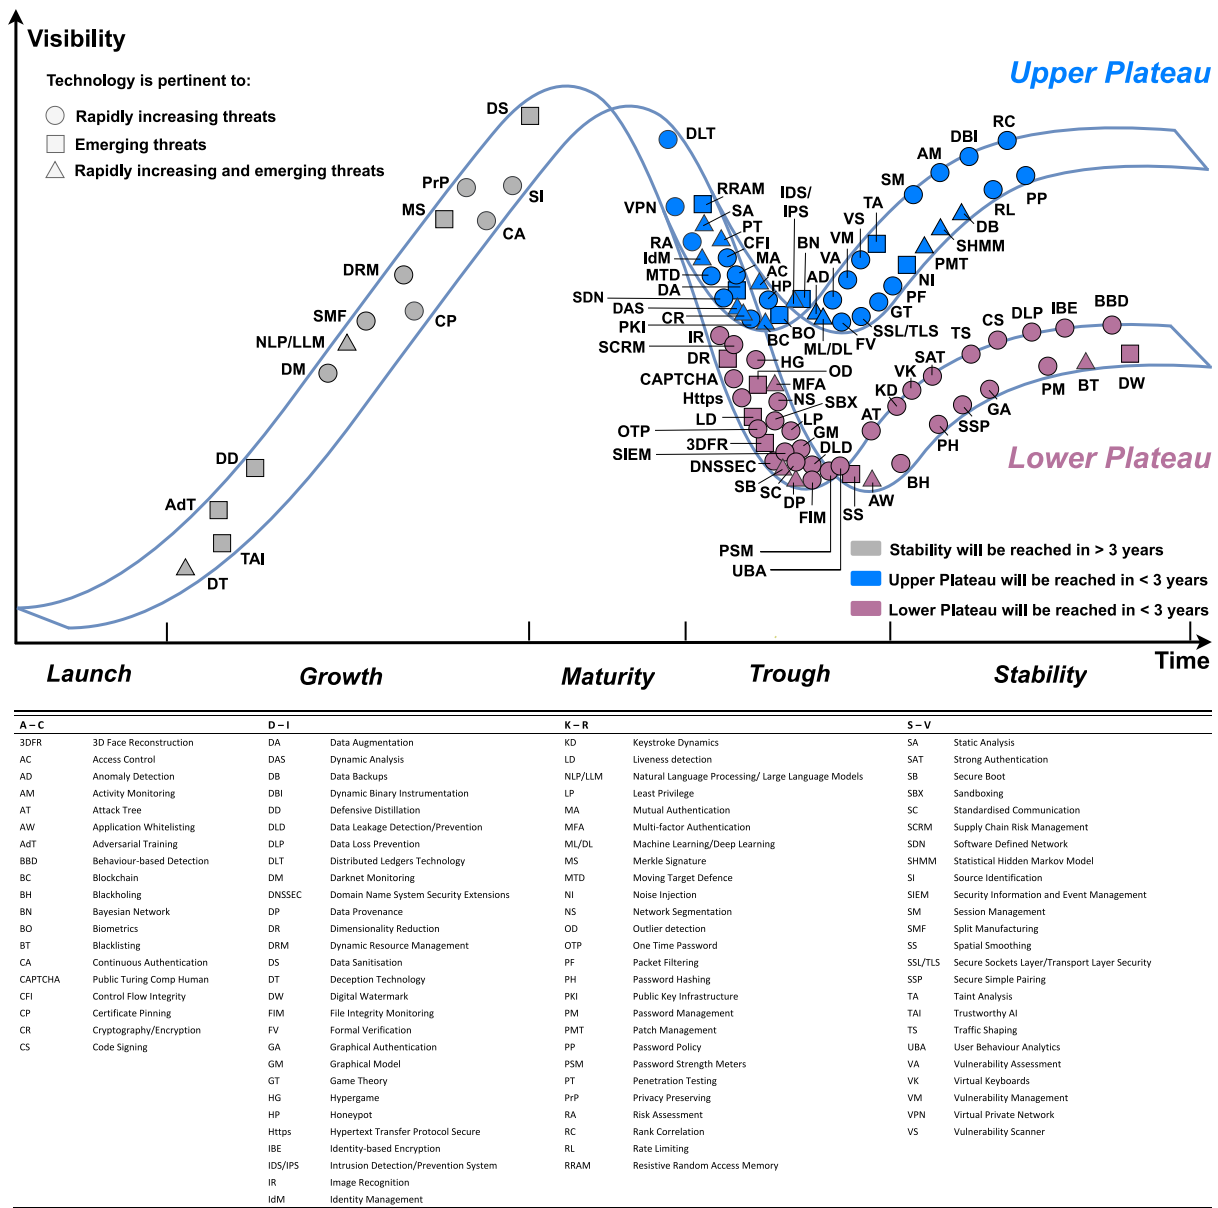 Visibility
Upper Plateau
Technology is pertinent to:
Rapidly increasing threats
Emerging threats
Rapidly increasing and emerging threats
DS
DLT
RC
DBI
AM
PrP
SI
MS
CA
VPN
RRAM
SA
PT
IDS/
IPS
SM
TA
VS
RL
PP
DB
SHMM
RA
IdM
CFI
BN
VM
MTD
MA
AC
VA
PMT
DRM
DA
HP
AD
NI
SDN
PF
DAS
GT
SMF
CP
CR
PKI
BC
BO
SSL/TLS
NLP/LLM
IR
ML/DL
FV
DM
SCRM
DR
HG
OD
CAPTCHA
MFA
Https
NS
SBX
LD
LP
OTP
GM
3DFR
DLD
SIEM
DNSSEC
SB
SC
DP
FIM
SS
AW
BH
PSM
UBA
AT
KD
VK
SAT
TS
CS
DLP
IBE
BBD
PM
BT
DW
GA
SSP
PH
Lower Plateau
DD
AdT
TAI
DT
Stability will be reached in > 3 years
Upper Plateau will be reached in < 3 years
Lower Plateau will be reached in < 3 years
Time
Launch
Growth
Maturity
Trough
Stability
A – C
3DFR 3D Face Reconstruction
AC Access Control
AD Anomaly Detection
AM Activity Monitoring
AT Attack Tree
AW Application Whitelisting
AdT Adversarial Training
BBD Behaviour-based Detection
BC Blockchain
BH Blackholing
BN Bayesian Network
BO Biometrics
BT Blacklisting
CA Continuous Authentication
CAPTCHA Public Turing Comp Human
CFI Control Flow Integrity
CP Certificate Pinning
CR Cryptography/Encryption
CS Code Signing
D – I
DA Data Augmentation
DAS Dynamic Analysis
DB Data Backups
DBI Dynamic Binary Instrumentation
DD Defensive Distillation
DLD Data Leakage Detection/Prevention
DLP Data Loss Prevention
DLT Distributed Ledgers Technology
DM Darknet Monitoring
DNSSEC Domain Name System Security Extensions
DP Data Provenance
DR Dimensionality Reduction
DRM Dynamic Resource Management
DS Data Sanitisation
DT Deception Technology
DW Digital Watermark
FIM File Integrity Monitoring
FV Formal Verification
GA Graphical Authentication
GM Graphical Model
GT Game Theory
HG Hypergame
HP Honeypot
Https Hypertext Transfer Protocol Secure
IBE Identity-based Encryption
IDS/IPS Intrusion Detection/Prevention System
IR Image Recognition
IdM Identity Management
K – R
KD Keystroke Dynamics
LD Liveness detection
NLP/LLM Natural Language Processing/ Large Language Models
LP Least Privilege
MA Mutual Authentication
MFA Multi-factor Authentication
ML/DL Machine Learning/Deep Learning
MS Merkle Signature
MTD Moving Target Defence
NI Noise Injection
NS Network Segmentation
OD Outlier detection
OTP One Time Password
PF Packet Filtering
PH Password Hashing
PKI Public Key Infrastructure
PM Password Management
PMT Patch Management
PP Password Policy
PSM Password Strength Meters
PT Penetration Testing
PrP Privacy Preserving
RA Risk Assessment
RC Rank Correlation
RL Rate Limiting
RRAM Resistive Random Access Memory
S – V
SA Static Analysis
SAT Strong Authentication
SB Secure Boot
SBX Sandboxing
SC Standardised Communication
SCRM Supply Chain Risk Management
SDN Software Defined Network
SHMM Statistical Hidden Markov Model
SI Source Identification
SIEM Security Information and Event Management
SM Session Management
SMF Split Manufacturing
SS Spatial Smoothing
SSL/TLS Secure Sockets Layer/Transport Layer Security
SSP Secure Simple Pairing
TA Taint Analysis
TAI Trustworthy AI
TS Traffic Shaping
UBA User Behaviour Analytics
VA Vulnerability Assessment
VK Virtual Keyboards
VM Vulnerability Management
VPN Virtual Private Network
VS Vulnerability Scanner